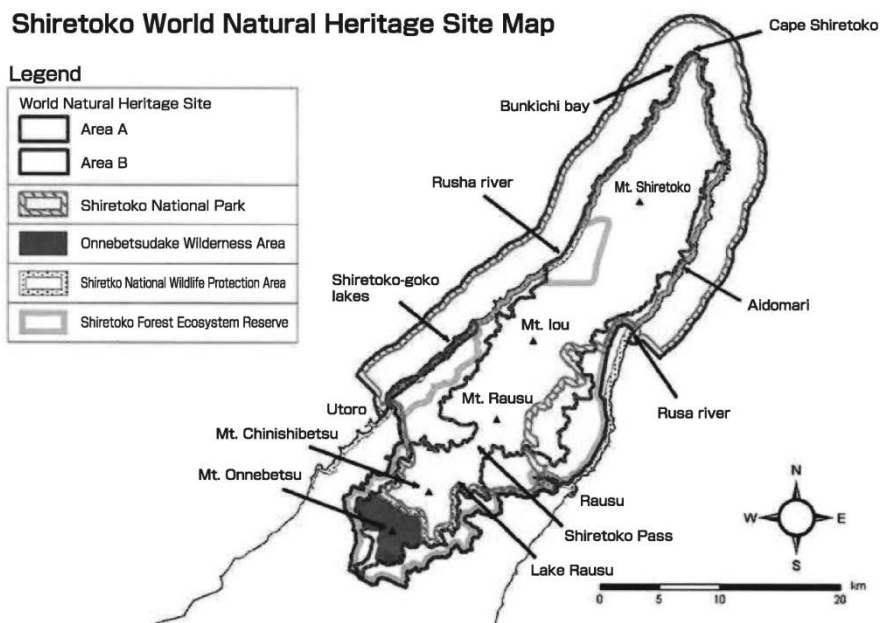 Shiretoko World Natural Heritage Site Map
Legend
World Natural Heritage Site
Area A
Area B
Shiretoko National Park
Onnebetsudake Wilderness Area
Shiretko National Wildlife Protection Area
Shiretoko Forest Ecosystem Reserve
Cape Shiretoko
Bunkichi bay
Mt. Shiretoko
Rusha river
Shiretoko-goko
lakes
Aidomari
Mt. Iou
Mt. Rausu
Rusa river
Utoro
Mt. Chinishibetsu
Mt. Onnebetsu
Rausu
Shiretoko Pass
Lake Rausu
N
W
E
S
km
0
5
10
20